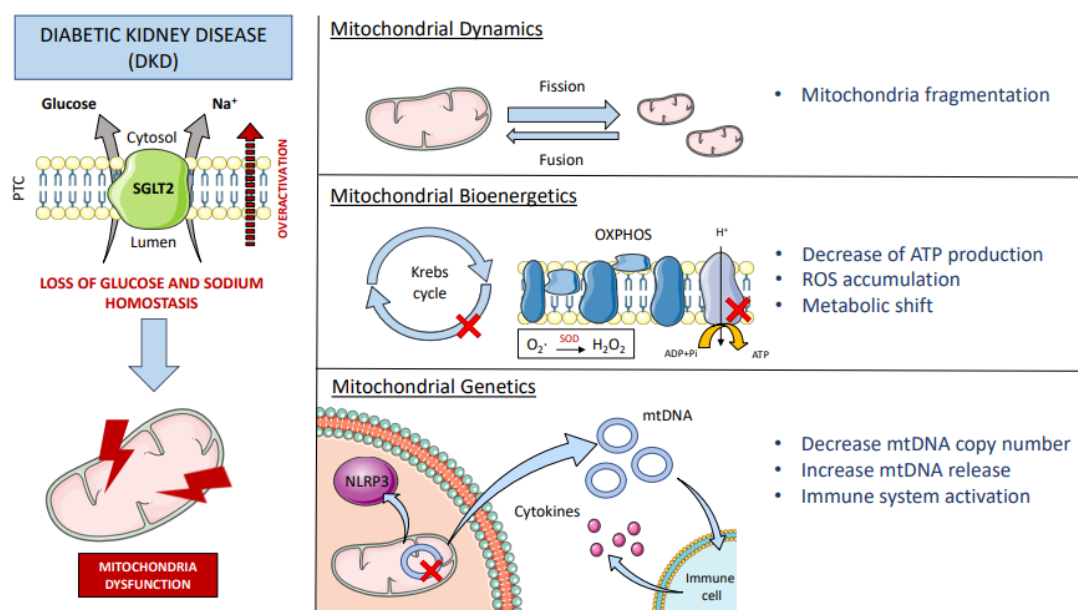 DIABETIC KIDNEY DISEASE
(DKD)
Glucose
Na⁺
Cytosol
PTC
SGLT2
OVERACTIVATION
Lumen
LOSS OF GLUCOSE AND SODIUM
HOMOSTASIS
MITOCHONDRIA
DYSFUNCTION
Mitochondrial Dynamics
Fission
Fusion
• Mitochondria fragmentation
Mitochondrial Bioenergetics
Krebs
cycle
OXPHOS
H⁺
O₂· SOD H₂O₂
ADP+Pi
ATP
• Decrease of ATP production
• ROS accumulation
• Metabolic shift
Mitochondrial Genetics
mtDNA
NLRP3
Cytokines
Immune
cell
• Decrease mtDNA copy number
• Increase mtDNA release
• Immune system activation